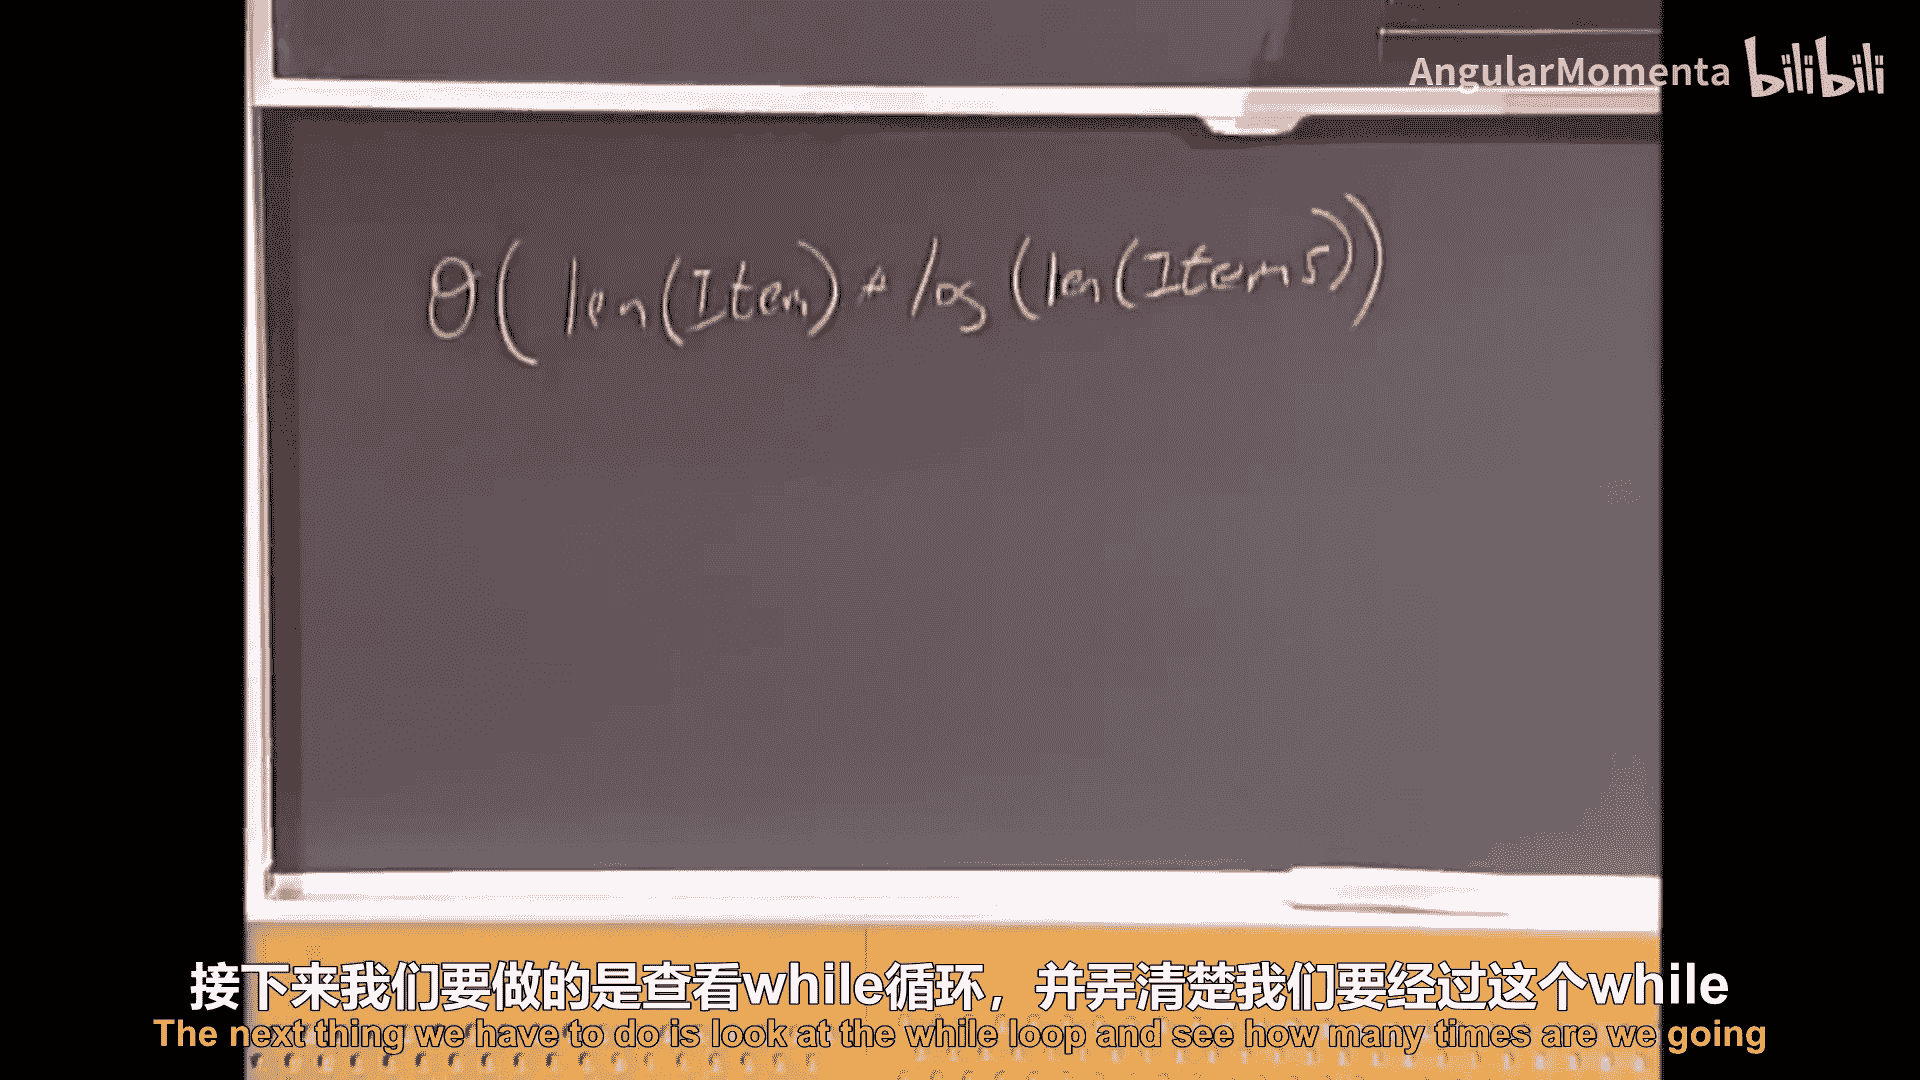 AngularMomenta bilibili
θ( len(Item) * log (len(Items))
接下来我们要做的是查看while循环，并弄清楚我们要经过这个while
The next thing we have to do is look at the while loop and see how many times are we going